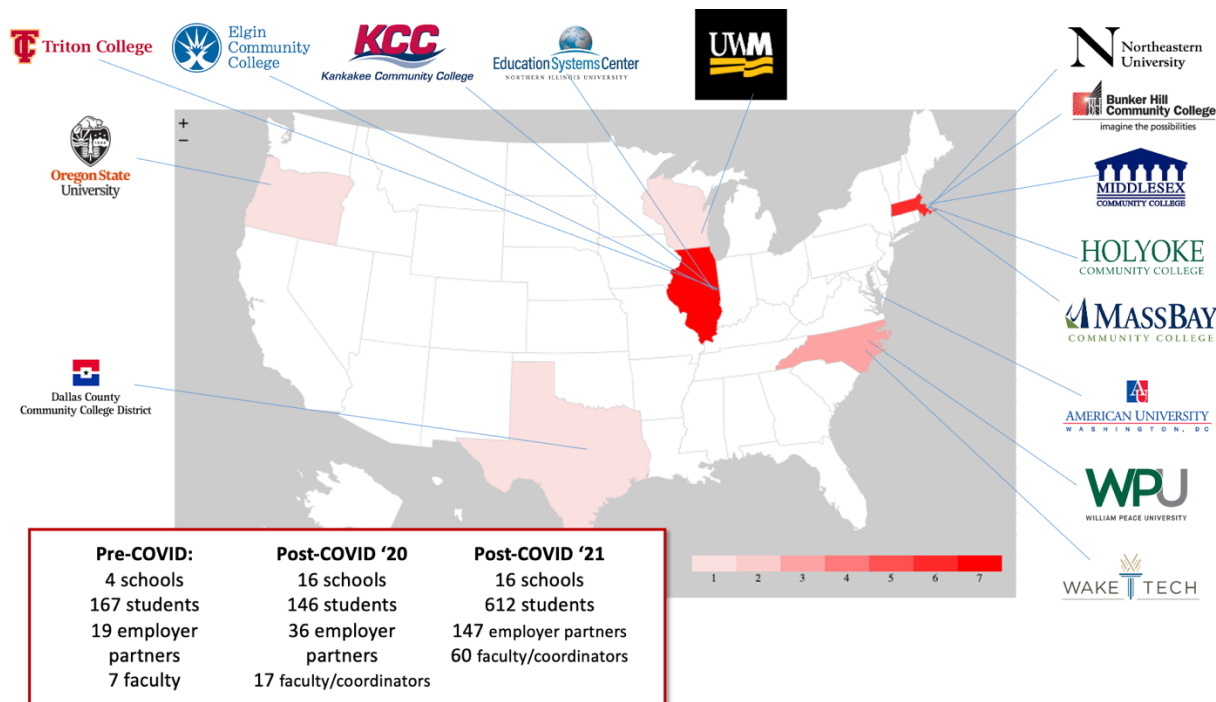 TC Triton College
Elgin
Community
College
KCC
Kankakee Community College
Education Systems Center
NORTHERN ILLINOIS UNIVERSITY
UWM
N Northeastern
University
Bunker Hill
Community College
imagine the possibilities
MIDDLESEX
COMMUNITY COLLEGE
HOLYOKE
COMMUNITY COLLEGE
MASSBAY
COMMUNITY COLLEGE
AU
AMERICAN UNIVERSITY
WASHINGTON, DC
WPU
WILLIAM PEACE UNIVERSITY
WAKE TECH
Oregon State
University
Dallas County
Community College District
+
−
1 2 3 4 5 6 7
Pre-COVID:
4 schools
167 students
19 employer
partners
7 faculty
Post-COVID ‘20
16 schools
146 students
36 employer
partners
17 faculty/coordinators
Post-COVID ‘21
16 schools
612 students
147 employer partners
60 faculty/coordinators